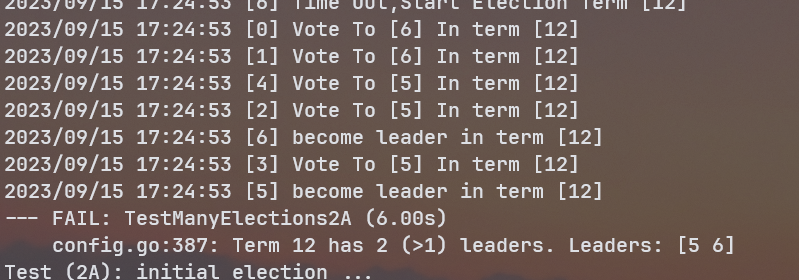 2023/09/15 17:24:53 [6] Time Out,Start Election Term [12]
2023/09/15 17:24:53 [0] Vote To [6] In term [12]
2023/09/15 17:24:53 [1] Vote To [6] In term [12]
2023/09/15 17:24:53 [4] Vote To [5] In term [12]
2023/09/15 17:24:53 [2] Vote To [5] In term [12]
2023/09/15 17:24:53 [6] become leader in term [12]
2023/09/15 17:24:53 [3] Vote To [5] In term [12]
2023/09/15 17:24:53 [5] become leader in term [12]
--- FAIL: TestManyElections2A (6.00s)
config.go:387: Term 12 has 2 (>1) leaders. Leaders: [5 6]
Test (2A): initial election ...